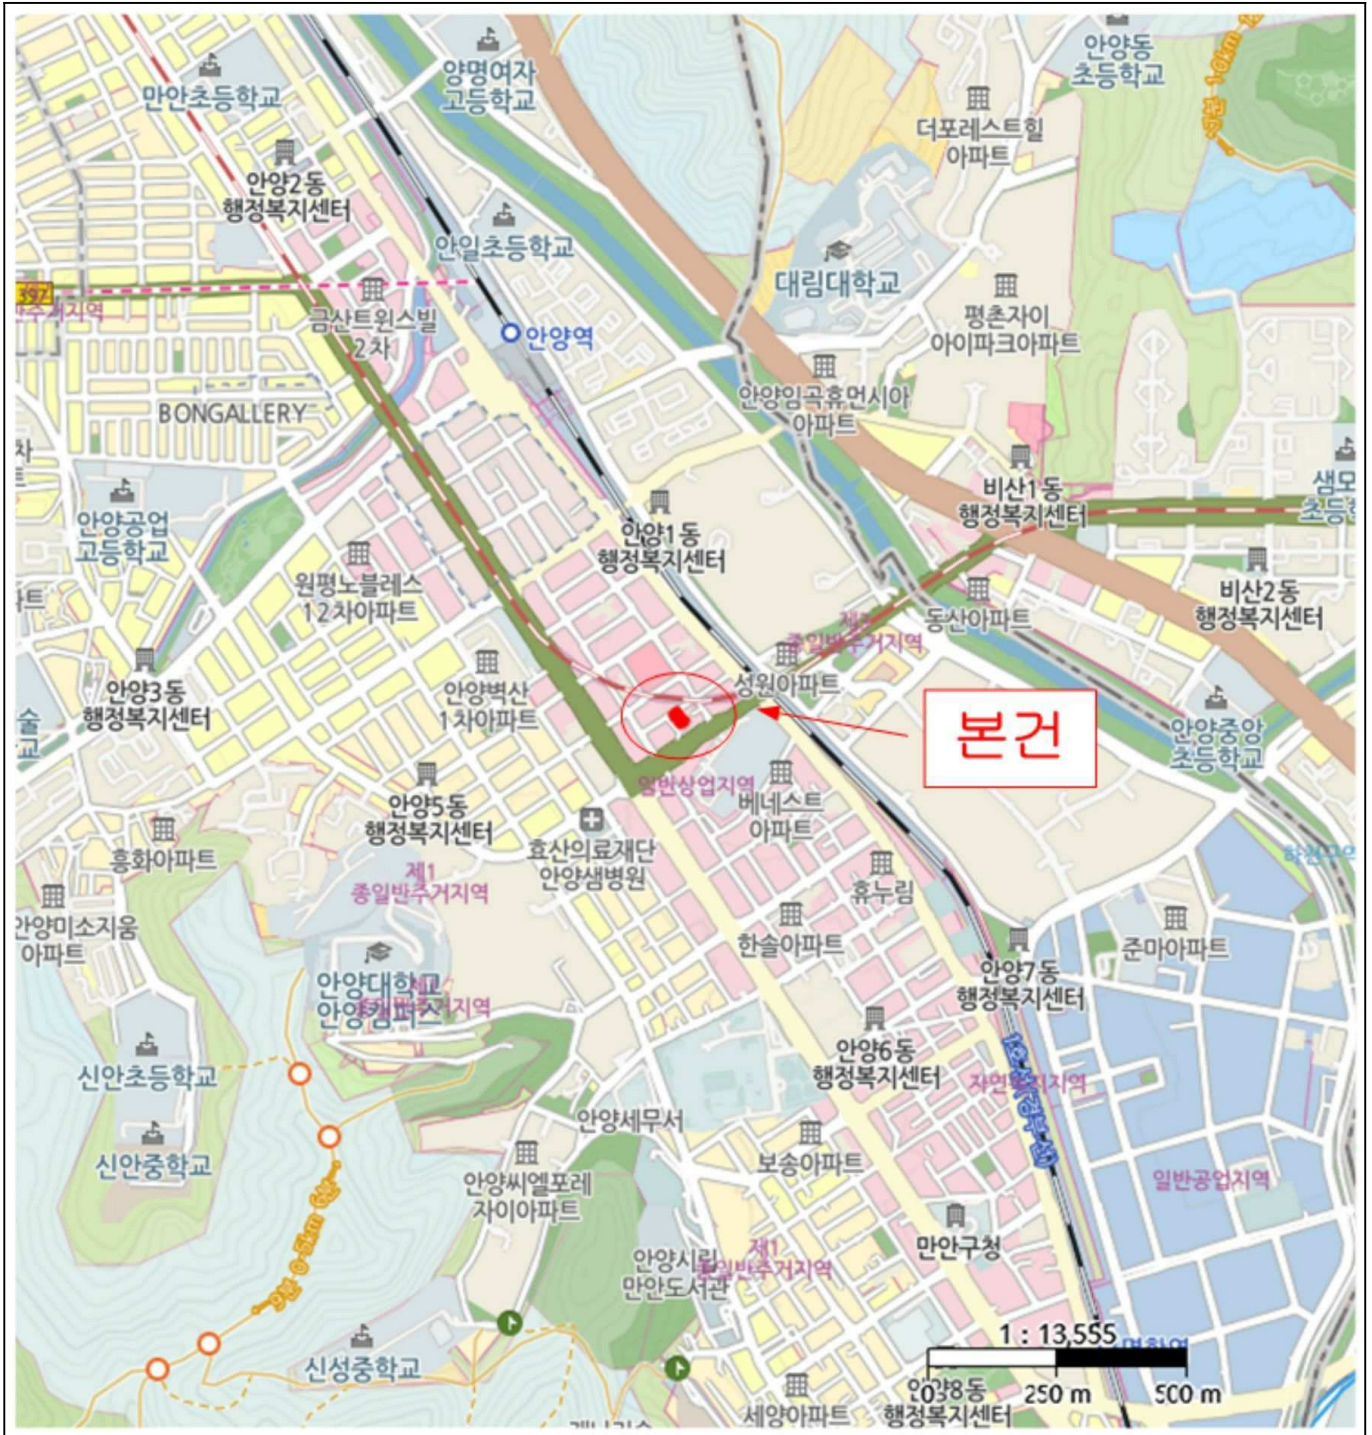 만안초등학교
양명여자
고등학교
안양동
초등학교
더포레스트힐
아파트
안양2동
행정복지센터
안일초등학교
대림대학교
397
금산트윈스빌
2차
안양역
평촌자이
아이파크아파트
BONGALLERY
안양임곡휴먼시아
아파트
비산1동
행정복지센터
안양공업
고등학교
안양1동
행정복지센터
원평노블레스
12차아파트
비산2동
행정복지센터
동산아파트
종일반주거지역
안양3동
행정복지센터
안양벽산
1차아파트
성원아파트
본건
안양중앙
초등학교
일반상업지역
베네스트
아파트
안양5동
행정복지센터
효산의료재단
안양샘병원
흥화아파트
제1
종일반주거지역
휴누림
안양미소지움
아파트
한솔아파트
준마아파트
안양대학교
안양캠퍼스
안양7동
행정복지센터
안양6동
행정복지센터
신안초등학교
안양세무서
보송아파트
신안중학교
안양씨엘포레
자이아파트
일반공업지역
만안구청
안양시립
만안도서관
제1
종일반주거지역
6분 0.5km
신성중학교
1 : 13,555
0 250 m 500 m
세양아파트
안양8동
행정복지센터